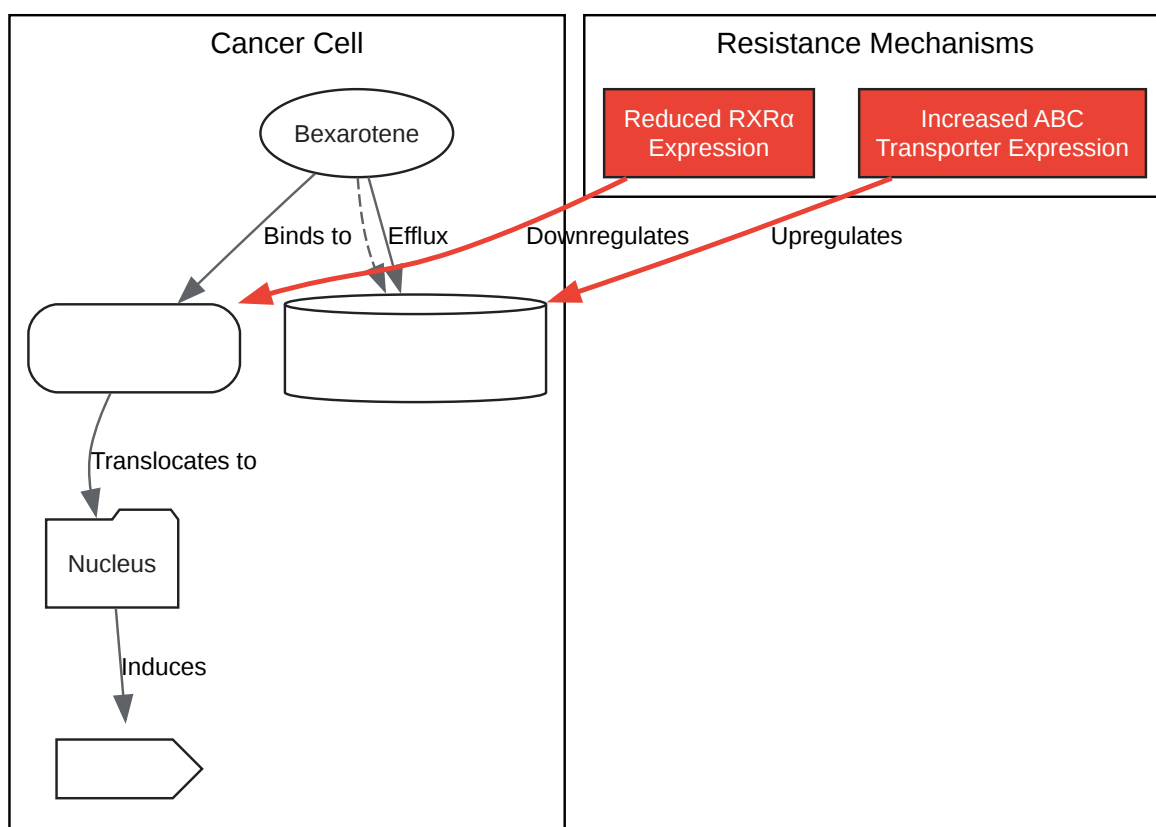 Cancer Cell
Resistance Mechanisms
Bexarotene
Reduced RXRα
Expression
Increased ABC
Transporter Expression
Binds to
Efflux
Downregulates
Upregulates
Translocates to
Nucleus
Induces